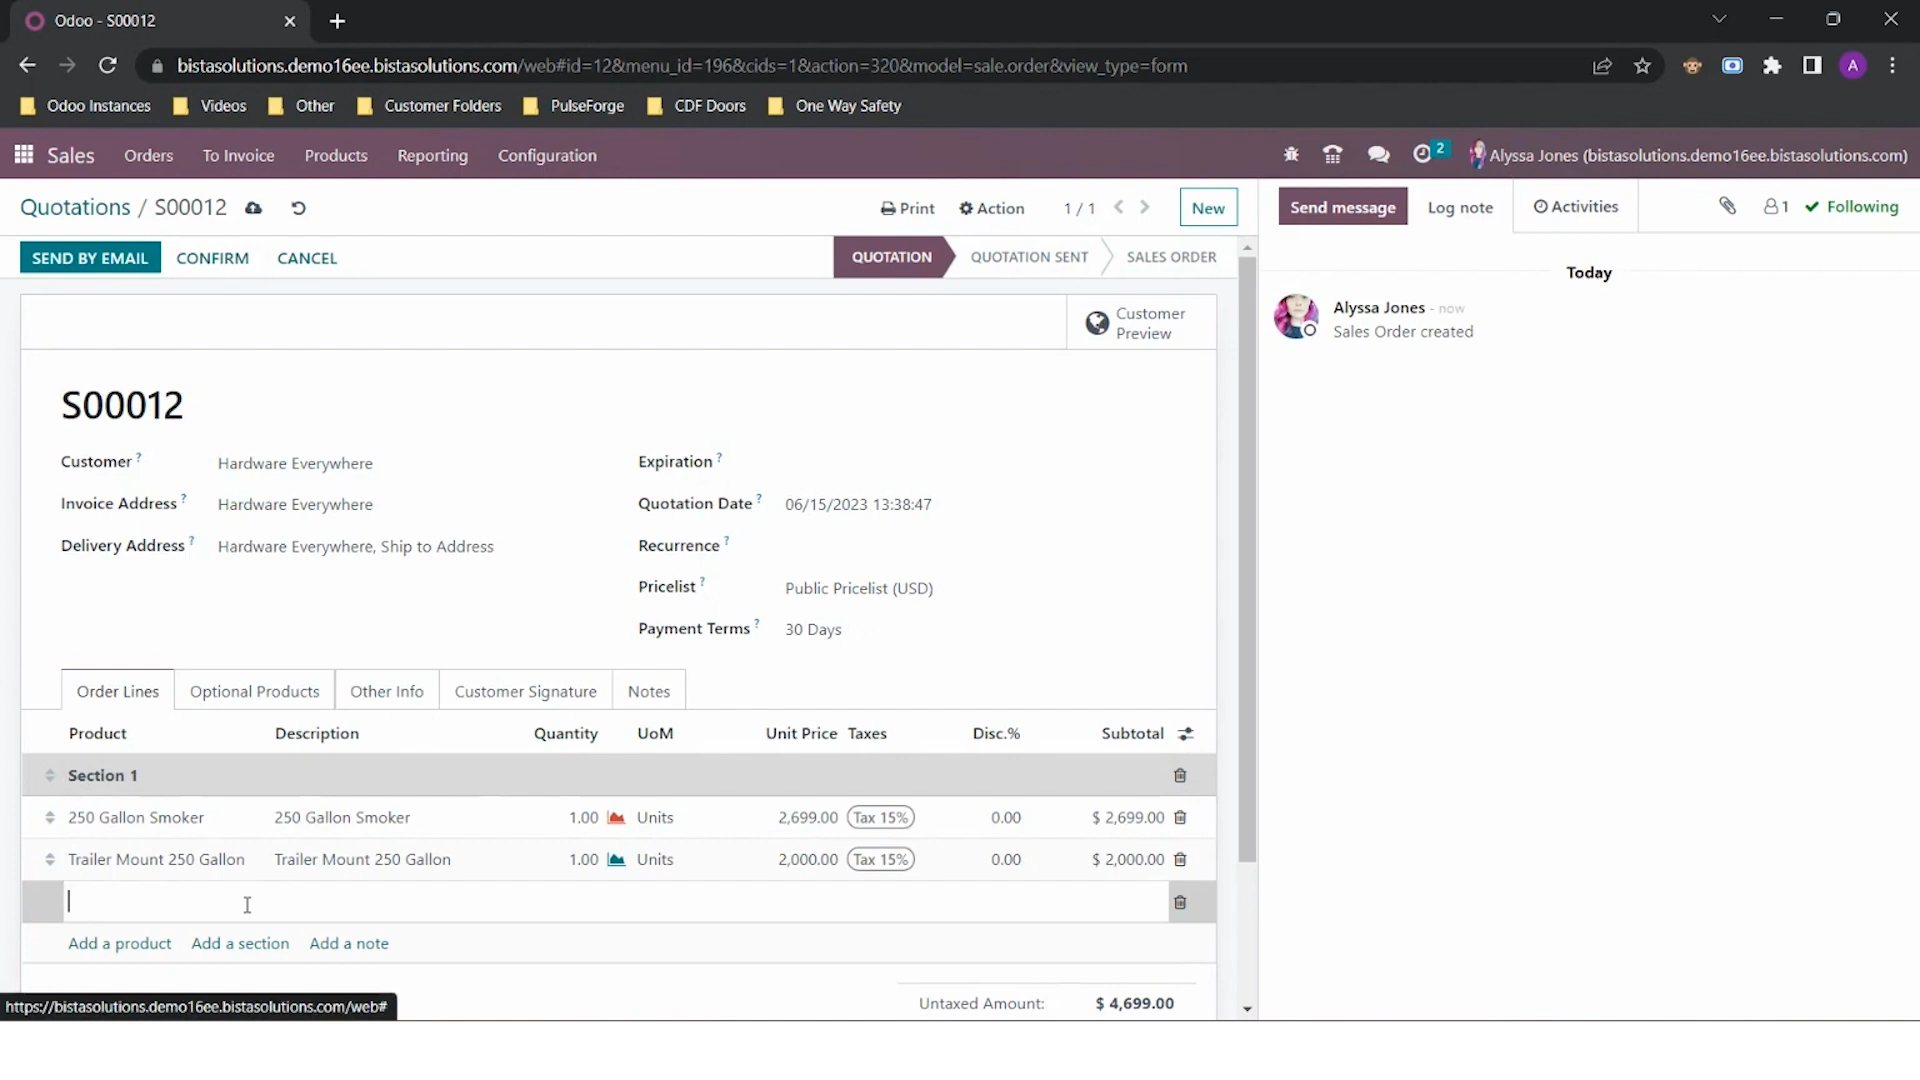 Odoo - S00012
bistasolutions.demo16ee.bistasolutions.com/web#id=12&menu_id=196&cids=1&action=320&model=sale.order&view_type=form
A
Odoo Instances Videos Other Customer Folders PulseForge CDF Doors One Way Safety
Sales Orders To Invoice Products Reporting Configuration 2 Alyssa Jones (bistasolutions.demo16ee.bistasolutions.com)
Quotations / S00012 Print Action 1 / 1 New Send message Log note Activities 1 Following
SEND BY EMAIL CONFIRM CANCEL QUOTATION QUOTATION SENT SALES ORDER
Today
Customer
Preview
Alyssa Jones - now
Sales Order created
S00012
Customer ? Hardware Everywhere Expiration ?
Invoice Address ? Hardware Everywhere Quotation Date ? 06/15/2023 13:38:47
Delivery Address ? Hardware Everywhere, Ship to Address Recurrence ?
Pricelist ? Public Pricelist (USD)
Payment Terms ? 30 Days
Order Lines Optional Products Other Info Customer Signature Notes
Product Description Quantity UoM Unit Price Taxes Disc.% Subtotal
Section 1
250 Gallon Smoker 250 Gallon Smoker 1.00 Units 2,699.00 Tax 15% 0.00 $ 2,699.00
Trailer Mount 250 Gallon Trailer Mount 250 Gallon 1.00 Units 2,000.00 Tax 15% 0.00 $ 2,000.00
Add a product Add a section Add a note
Untaxed Amount: $ 4,699.00
https://bistasolutions.demo16ee.bistasolutions.com/web#